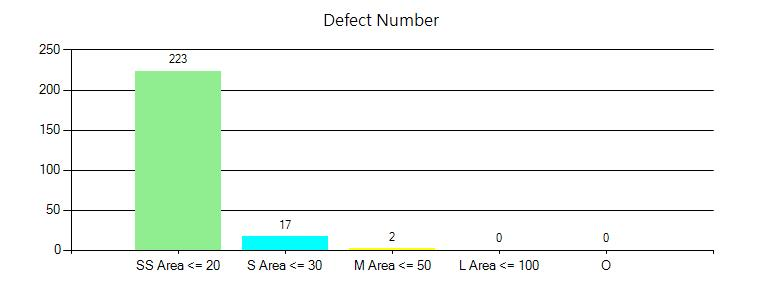 Defect Number
250
200
150
100
50
0
223
17
2
0
0
SS Area <= 20
S Area <= 30
M Area <= 50
L Area <= 100
O